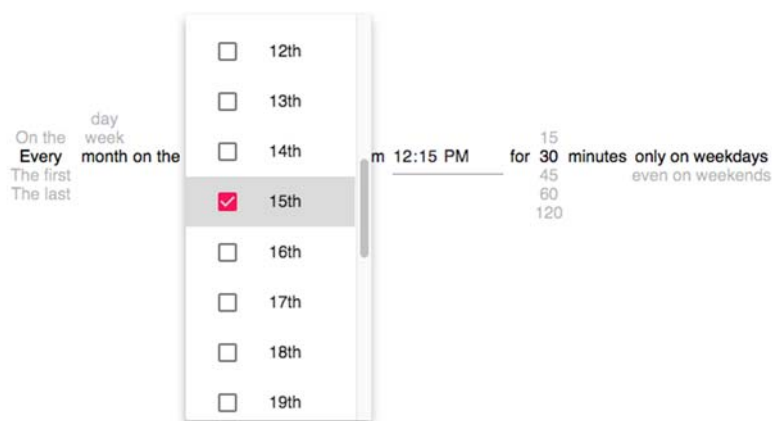 12th
13th
day
On the week
14th
15
Every month on the
m 12:15 PM for 30 minutes only on weekdays
The first
45 even on weekends
The last
15th
60
120
16th
17th
18th
19th